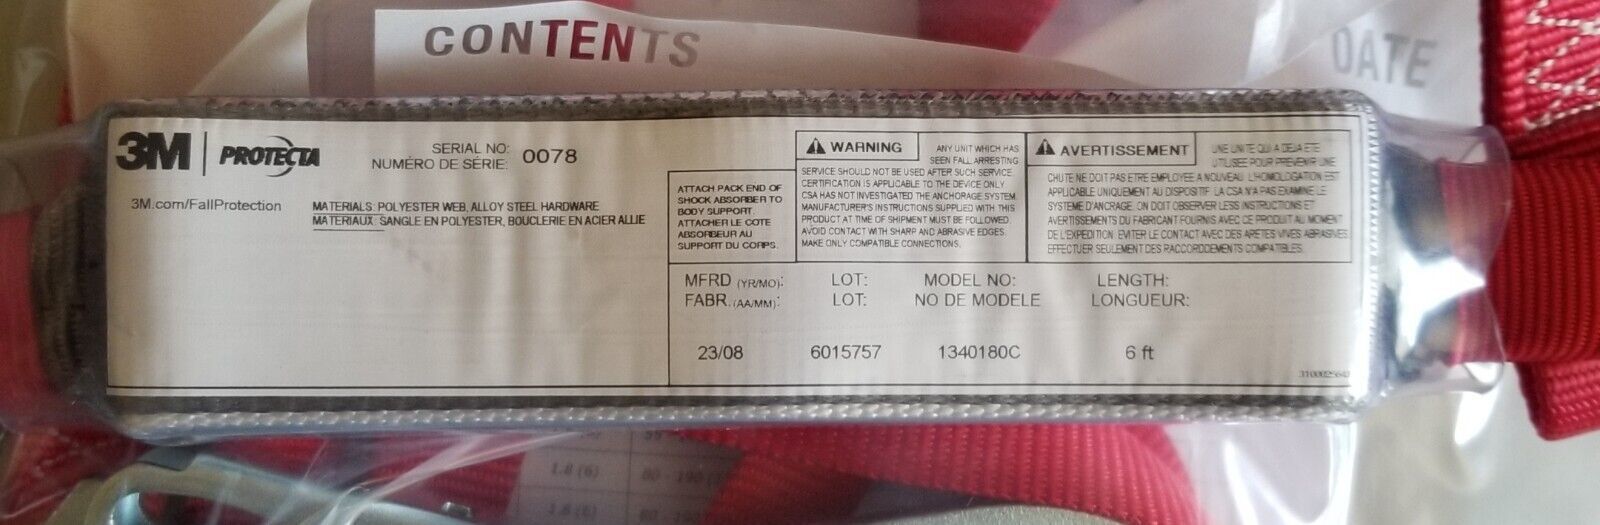 CONTENTS
DATE
3M PROTECTA
SERIAL NO: 0078
NUMÉRO DE SÉRIE:
3M.com/FallProtection
MATERIALS: POLYESTER WEB, ALLOY STEEL HARDWARE
MATERIAUX: SANGLE EN POLYESTER, BOUCLERIE EN ACIER ALLIE
ATTACH PACK END OF
SHOCK ABSORBER TO
BODY SUPPORT.
ATTACHER LE COTE
ABSORBEUR AU
SUPPORT DU CORPS.
WARNING
ANY UNIT WHICH HAS
SEEN FALL ARRESTING
SERVICE SHOULD NOT BE USED AFTER SUCH SERVICE.
CERTIFICATION IS APPLICABLE TO THE DEVICE ONLY
CSA HAS NOT INVESTIGATED THE ANCHORAGE SYSTEM.
MANUFACTURER'S INSTRUCTIONS SUPPLIED WITH THIS
PRODUCT AT TIME OF SHIPMENT MUST BE FOLLOWED
AVOID CONTACT WITH SHARP AND ABRASIVE EDGES.
MAKE ONLY COMPATIBLE CONNECTIONS.
AVERTISSEMENT
UNE UNITE QUI A DEJA ETE
UTILISEE POUR PREVENIR UNE
CHUTE NE DOIT PAS ETRE EMPLOYEE A NOUVEAU. L'HOMOLOGATION EST
APPLICABLE UNIQUEMENT AU DISPOSITIF. LA CSA N'A PAS EXAMINE LE
SYSTEME D'ANCRAGE. ON DOIT OBSERVER LES INSTRUCTIONS ET
AVERTISSEMENTS DU FABRICANT FOURNIS AVEC CE PRODUIT AU MOMENT
DE L'EXPEDITION. EVITER LE CONTACT AVEC DES ARETES VIVES ABRASIVES.
EFFECTUER SEULEMENT DES RACCORDDEMENTS COMPATIBLES.
MFRD (YR/MO): LOT: MODEL NO: LENGTH:
FABR. (AA/MM): LOT: NO DE MODELE LONGUEUR:
23/08 6015757 1340180C 6 ft
1.8 (6)
1.8 (6)